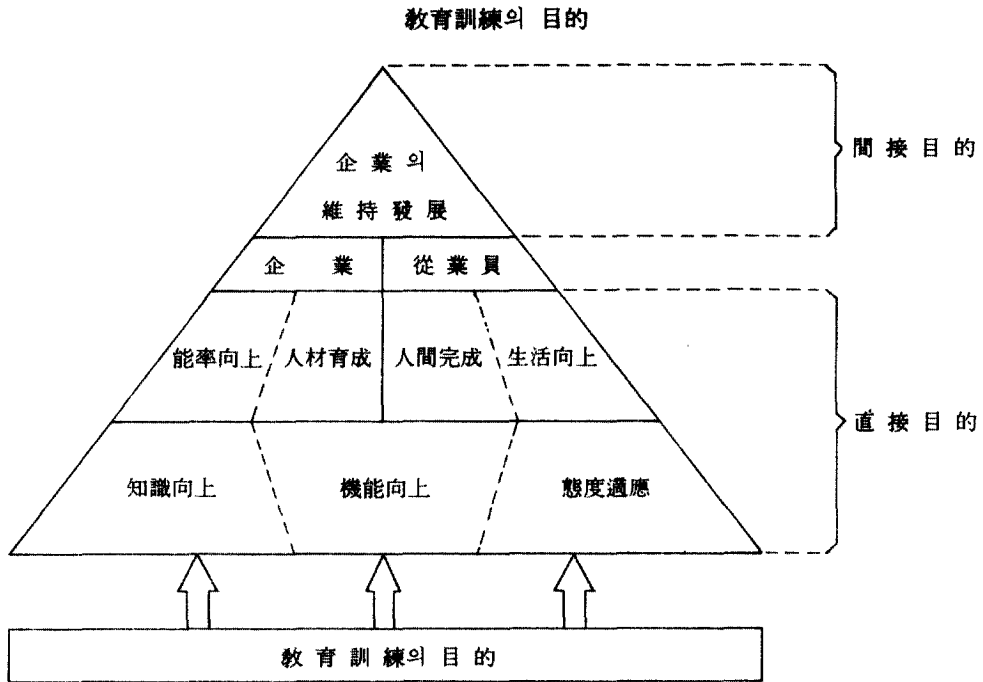 敎育訓練의 目的
企業의
維持發展
間接目的
企業
從業員
能率向上
人材育成
人間完成
生活向上
直接目的
知識向上
機能向上
態度適應
敎育訓練의 目的